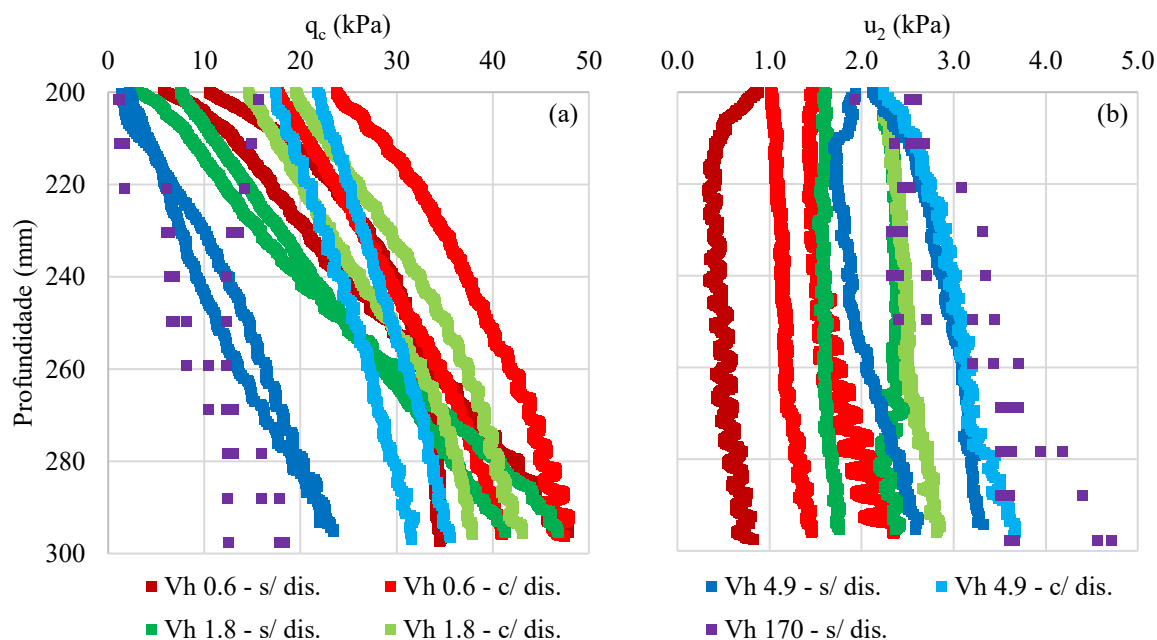 q_c (kPa) u_2 (kPa)
0 10 20 30 40 50 0.0 1.0 2.0 3.0 4.0 5.0
200 (a) (b)
220
240
260
280
300
Profundidade (mm)
Vh 0.6 - s/ dis. Vh 0.6 - c/ dis. Vh 4.9 - s/ dis. Vh 4.9 - c/ dis.
Vh 1.8 - s/ dis. Vh 1.8 - c/ dis. Vh 170 - s/ dis.